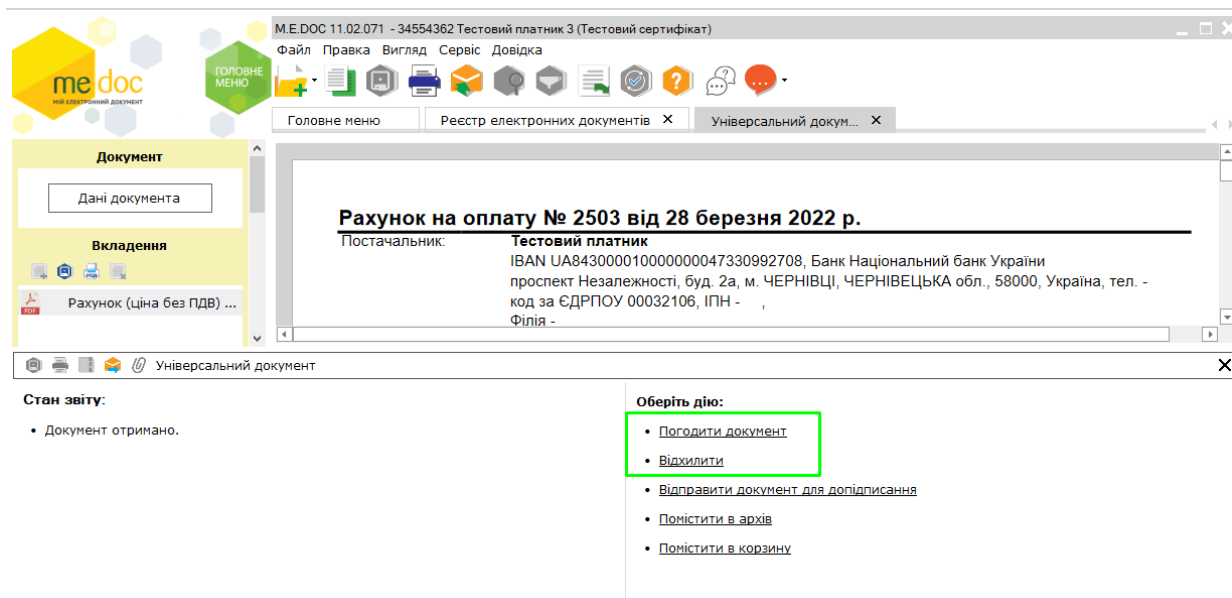 M.E.DOC 11.02.071 - 34554362 Тестовий платник 3 (Тестовий сертифікат)
Файл Правка Вигляд Сервіс Довідка
me doc
мій електронний документ
ГОЛОВНЕ
МЕНЮ
Головне меню
Реєстр електронних документів
Універсальний докум...
Документ
Дані документа
Вкладення
PDF
Рахунок (ціна без ПДВ) ...
Рахунок на оплату № 2503 від 28 березня 2022 р.
Постачальник: Тестовий платник
IBAN UA843000010000000047330992708, Банк Національний банк України
проспект Незалежності, буд. 2а, м. ЧЕРНІВЦІ, ЧЕРНІВЕЦЬКА обл., 58000, Україна, тел. -
код за ЄДРПОУ 00032106, ІПН - ,
Філія -
Універсальний документ
Стан звіту:
• Документ отримано.
Оберіть дію:
• Погодити документ
• Відхилити
• Відправити документ для допідписання
• Помістити в архів
• Помістити в корзину